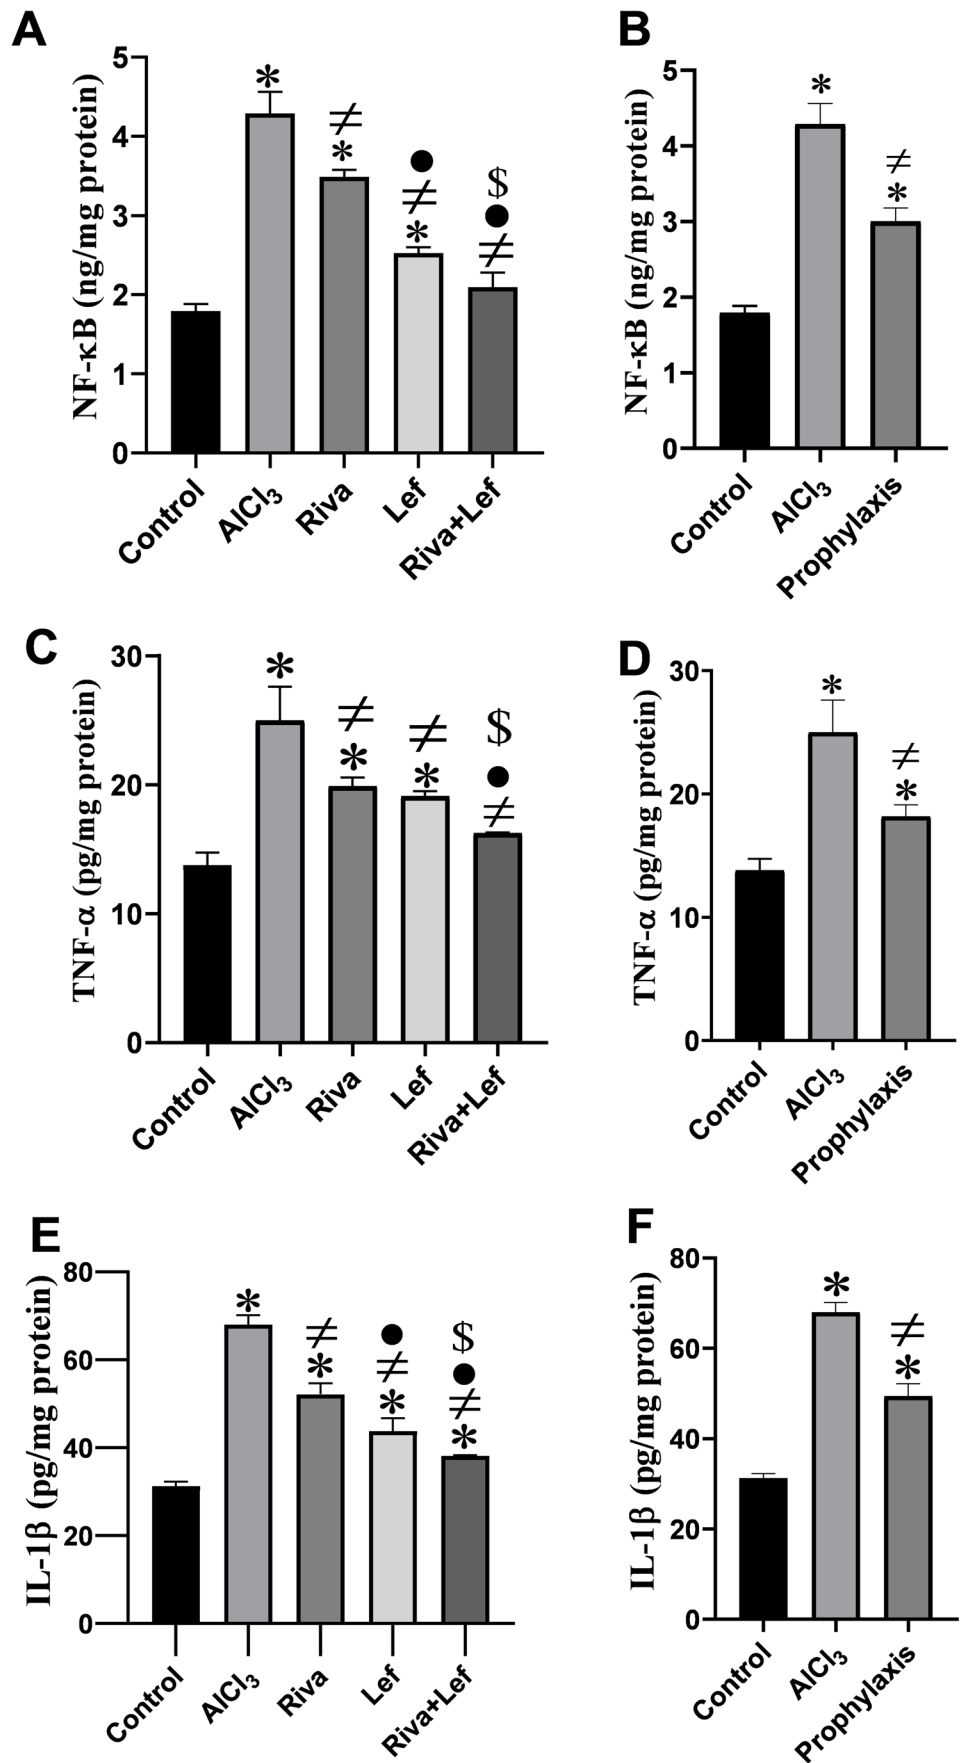 A
NF-κB (ng/mg protein)
5
4
3
2
1
0
*
≠
*
●
≠
*
$
●
≠
Control
AlCl₃
Riva
Lef
Riva+Lef
B
NF-κB (ng/mg protein)
5
4
3
2
1
0
*
≠
*
Control
AlCl₃
Prophylaxis
C
TNF-α (pg/mg protein)
30
20
10
0
*
≠
*
≠
*
$
●
≠
Control
AlCl₃
Riva
Lef
Riva+Lef
D
TNF-α (pg/mg protein)
30
20
10
0
*
≠
*
Control
AlCl₃
Prophylaxis
E
IL-1β (pg/mg protein)
80
60
40
20
0
*
≠
*
●
≠
*
$
●
≠
*
Control
AlCl₃
Riva
Lef
Riva+Lef
F
IL-1β (pg/mg protein)
80
60
40
20
0
*
≠
*
Control
AlCl₃
Prophylaxis